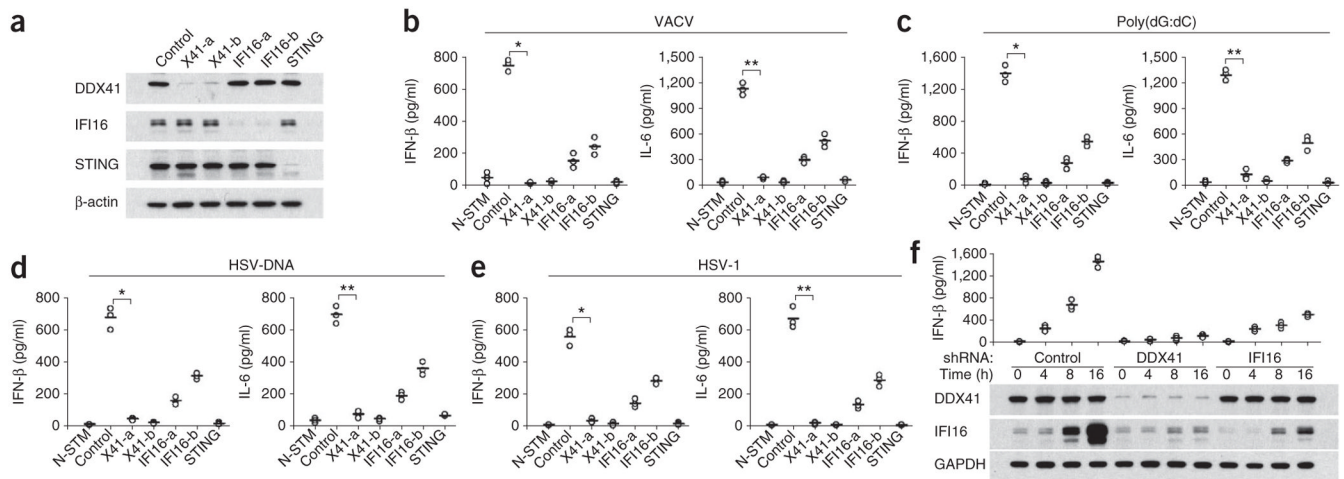 a
Control
X41-a
X41-b
IFI16-a
IFI16-b
STING
DDX41
IFI16
STING
β-actin
b
VACV
IFN-β (pg/ml)
800
600
400
200
0
N-STM
Control
X41-a
X41-b
IFI16-a
IFI16-b
STING
*
IL-6 (pg/ml)
1,500
1,200
900
600
300
0
N-STM
Control
X41-a
X41-b
IFI16-a
IFI16-b
STING
**
c
Poly(dG:dC)
IFN-β (pg/ml)
1,600
1,200
800
400
0
N-STM
Control
X41-a
X41-b
IFI16-a
IFI16-b
STING
*
IL-6 (pg/ml)
1,500
1,200
900
600
300
0
N-STM
Control
X41-a
X41-b
IFI16-a
IFI16-b
STING
**
d
HSV-DNA
IFN-β (pg/ml)
800
600
400
200
0
N-STM
Control
X41-a
X41-b
IFI16-a
IFI16-b
STING
*
IL-6 (pg/ml)
800
600
400
200
0
N-STM
Control
X41-a
X41-b
IFI16-a
IFI16-b
STING
**
e
HSV-1
IFN-β (pg/ml)
800
600
400
200
0
N-STM
Control
X41-a
X41-b
IFI16-a
IFI16-b
STING
*
IL-6 (pg/ml)
800
600
400
200
0
N-STM
Control
X41-a
X41-b
IFI16-a
IFI16-b
STING
**
f
IFN-β (pg/ml)
1,600
1,200
800
400
0
shRNA: Control DDX41 IFI16
Time (h) 0 4 8 16 0 4 8 16 0 4 8 16
DDX41
IFI16
GAPDH